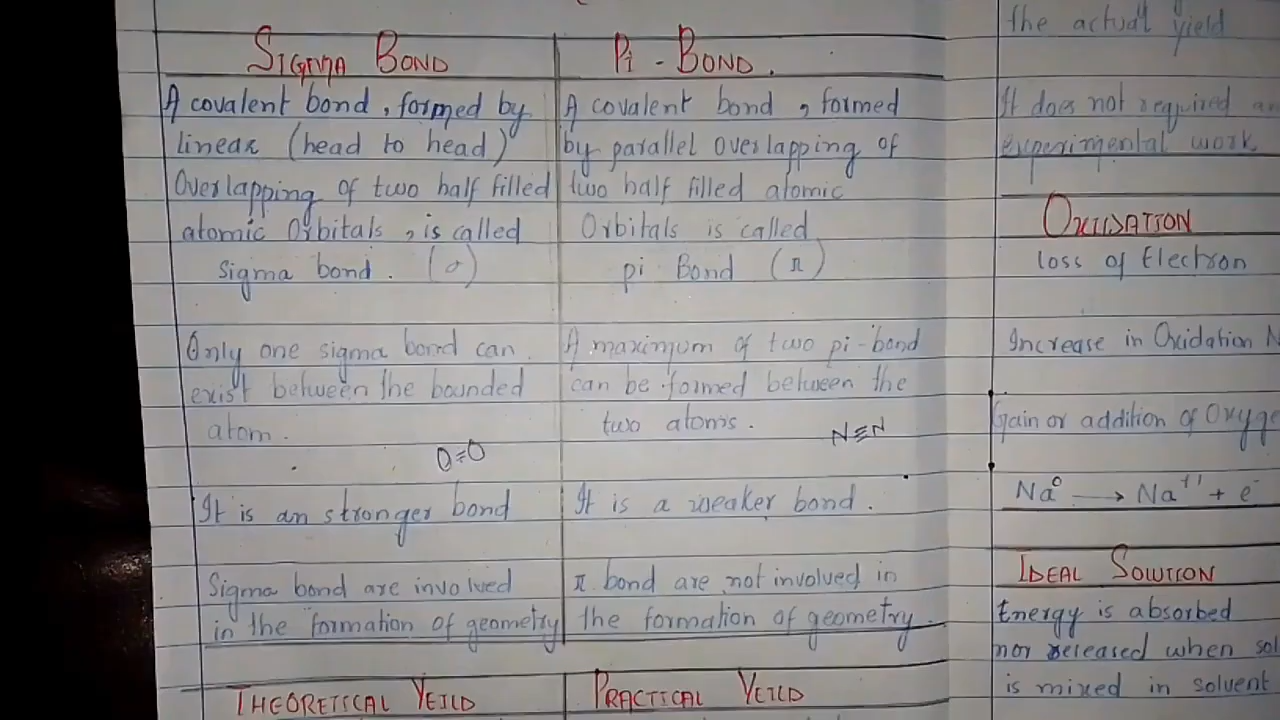 SIGMA BOND
A covalent bond, formed by
linear (head to head)
Overlapping of two half filled
atomic Orbitals, is called
sigma bond. (σ)
Only one sigma bond can
exist between the bounded
atom.
O=O
It is an stronger bond
Sigma bond are involved
in the formation of geometry
THEORETICAL YEILD
Pi - BOND.
A covalent bond, formed
by parallel overlapping of
two half filled atomic
Orbitals is called
pi Bond (π)
A maximum of two pi-bond
can be formed between the
two atoms.
N≡N
It is a weaker bond.
π bond are not involved in
the formation of geometry.
PRACTICAL YEILD
the actual yield
It does not required
experimental work
OXIDATION
loss of Electron
Increase in Oxidation N
Gain or addition of Oxyge
Na° → Na⁺¹ + e⁻
IDEAL SOLUTION
Energy is absorbed
nor released when sol
is mixed in solvent